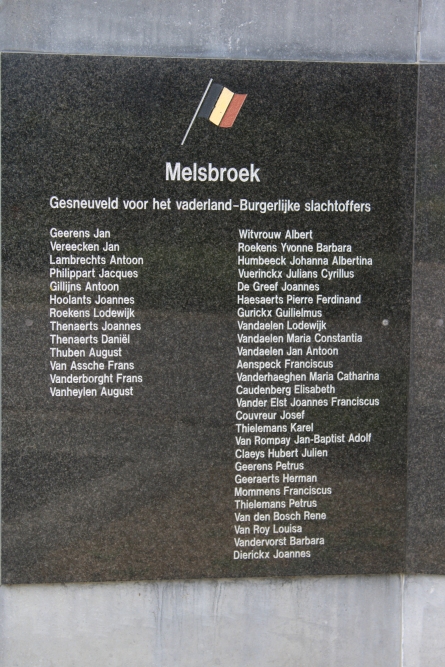 Melsbroek
Gesneuveld voor het vaderland-Burgerlijke slachtoffers
Geerens Jan
Vereecken Jan
Lambrechts Antoon
Philippart Jacques
Gillijns Antoon
Hoolants Joannes
Roekens Lodewijk
Thenaerts Joannes
Thenaerts Daniël
Thuben August
Van Assche Frans
Vanderborght Frans
Vanheylen August
Witvrouw Albert
Roekens Yvonne Barbara
Humbeeck Johanna Albertina
Vuerinckx Julians Cyrillus
De Greef Joannes
Haesaerts Pierre Ferdinand
Gurickx Guilielmus
Vandaelen Lodewijk
Vandaelen Maria Constantia
Vandaelen Jan Antoon
Aenspeck Franciscus
Vanderhaeghen Maria Catharina
Caudenberg Elisabeth
Vander Elst Joannes Franciscus
Couvreur Josef
Thielemans Karel
Van Rompay Jan-Baptist Adolf
Claeys Hubert Julien
Geerens Petrus
Geeraerts Herman
Mommens Franciscus
Thielemans Petrus
Van den Bosch Rene
Van Roy Louisa
Vandervorst Barbara
Dierickx Joannes